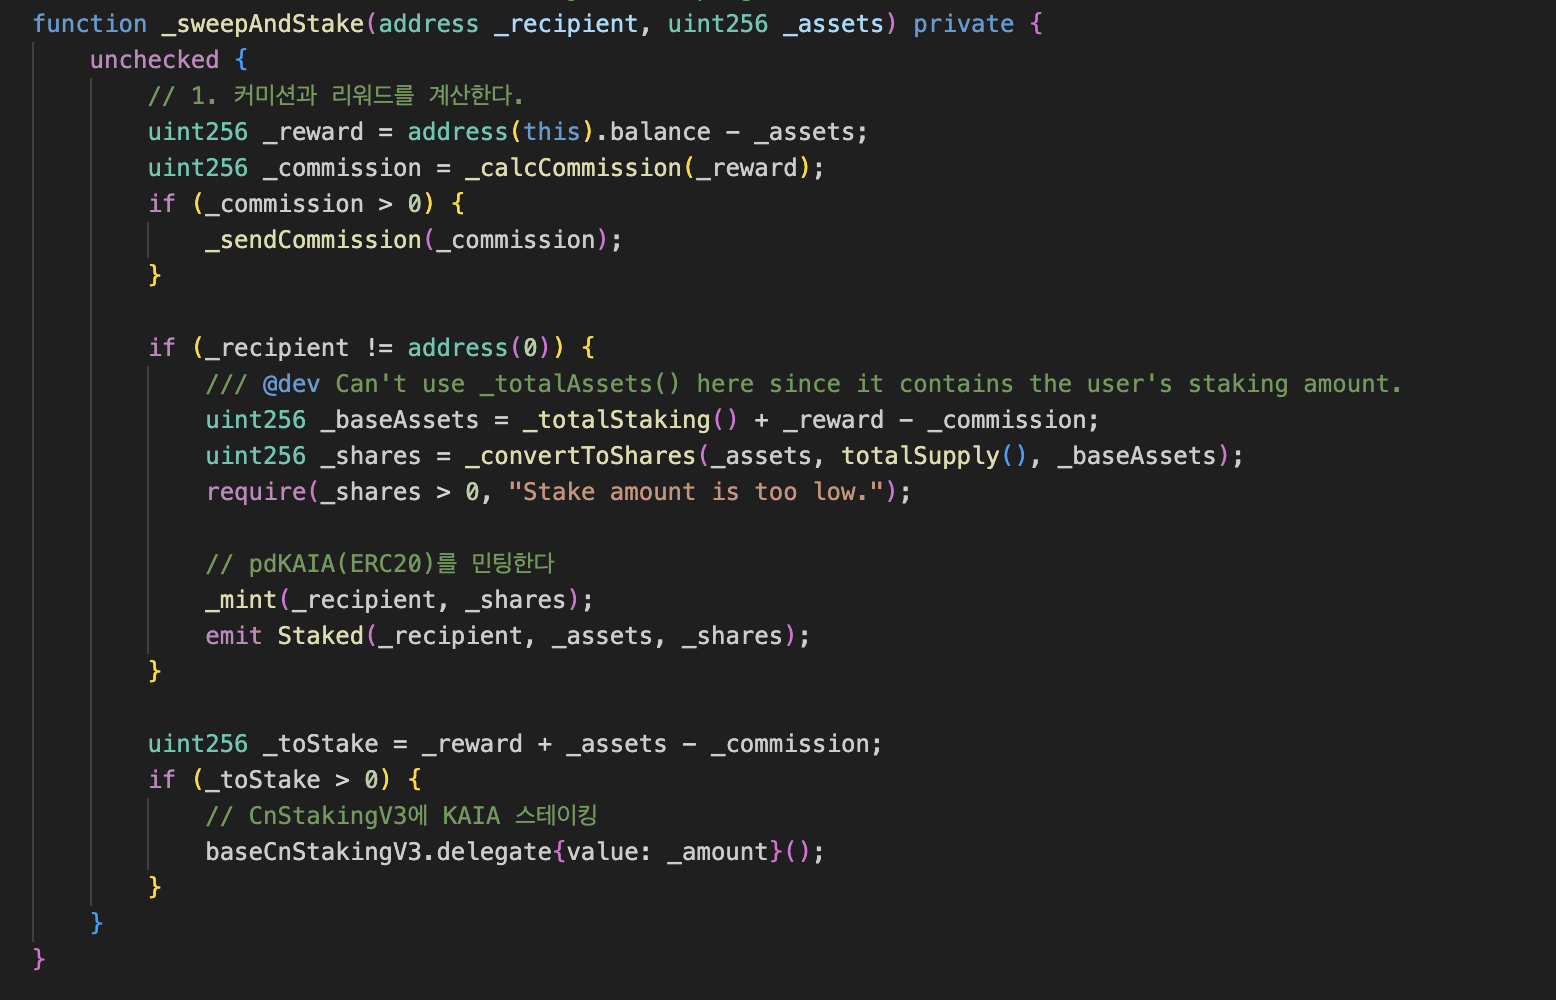 function _sweepAndStake(address _recipient, uint256 _assets) private {
unchecked {
// 1. 커미션과 리워드를 계산한다.
uint256 _reward = address(this).balance - _assets;
uint256 _commission = _calcCommission(_reward);
if (_commission > 0) {
_sendCommission(_commission);
}
if (_recipient != address(0)) {
/// @dev Can't use _totalAssets() here since it contains the user's staking amount.
uint256 _baseAssets = _totalStaking() + _reward - _commission;
uint256 _shares = _convertToShares(_assets, totalSupply(), _baseAssets);
require(_shares > 0, "Stake amount is too low.");
// pdKAIA(ERC20)를 민팅한다
_mint(_recipient, _shares);
emit Staked(_recipient, _assets, _shares);
}
uint256 _toStake = _reward + _assets - _commission;
if (_toStake > 0) {
// CnStakingV3에 KAIA 스테이킹
baseCnStakingV3.delegate{value: _amount}();
}
}
}